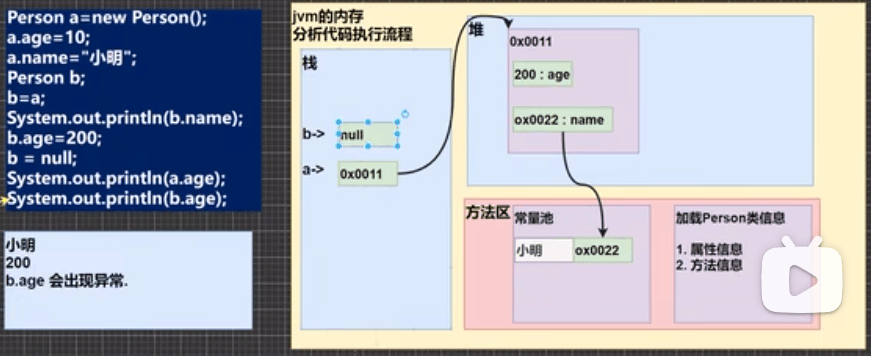 Person a=new Person();
a.age=10;
a.name="小明";
Person b;
b=a;
System.out.println(b.name);
b.age=200;
b = null;
System.out.println(a.age);
System.out.println(b.age);
小明
200
b.age 会出现异常.
jvm的内存
分析代码执行流程
栈
b->
null
a->
0x0011
堆
0x0011
200 : age
ox0022 : name
方法区
常量池
小明
ox0022
加载Person类信息
1. 属性信息
2. 方法信息